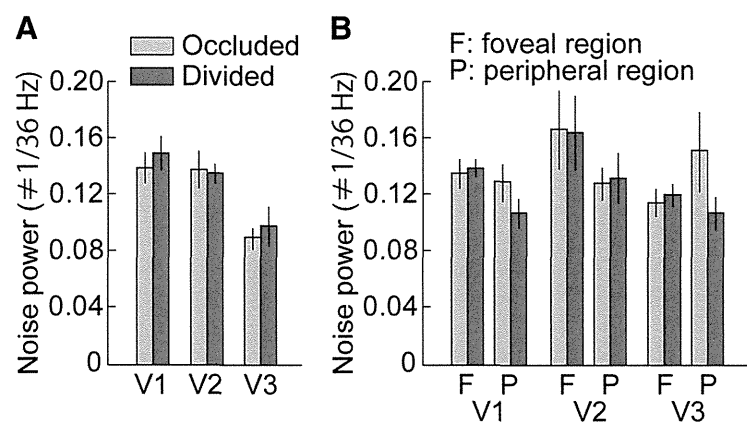 A
Occluded
Divided
Noise power (≠1/36 Hz)
0.20
0.16
0.12
0.08
0.04
0
V1 V2 V3
B
F: foveal region
P: peripheral region
Noise power (≠1/36 Hz)
0.20
0.16
0.12
0.08
0.04
0
F P F P F P
V1 V2 V3